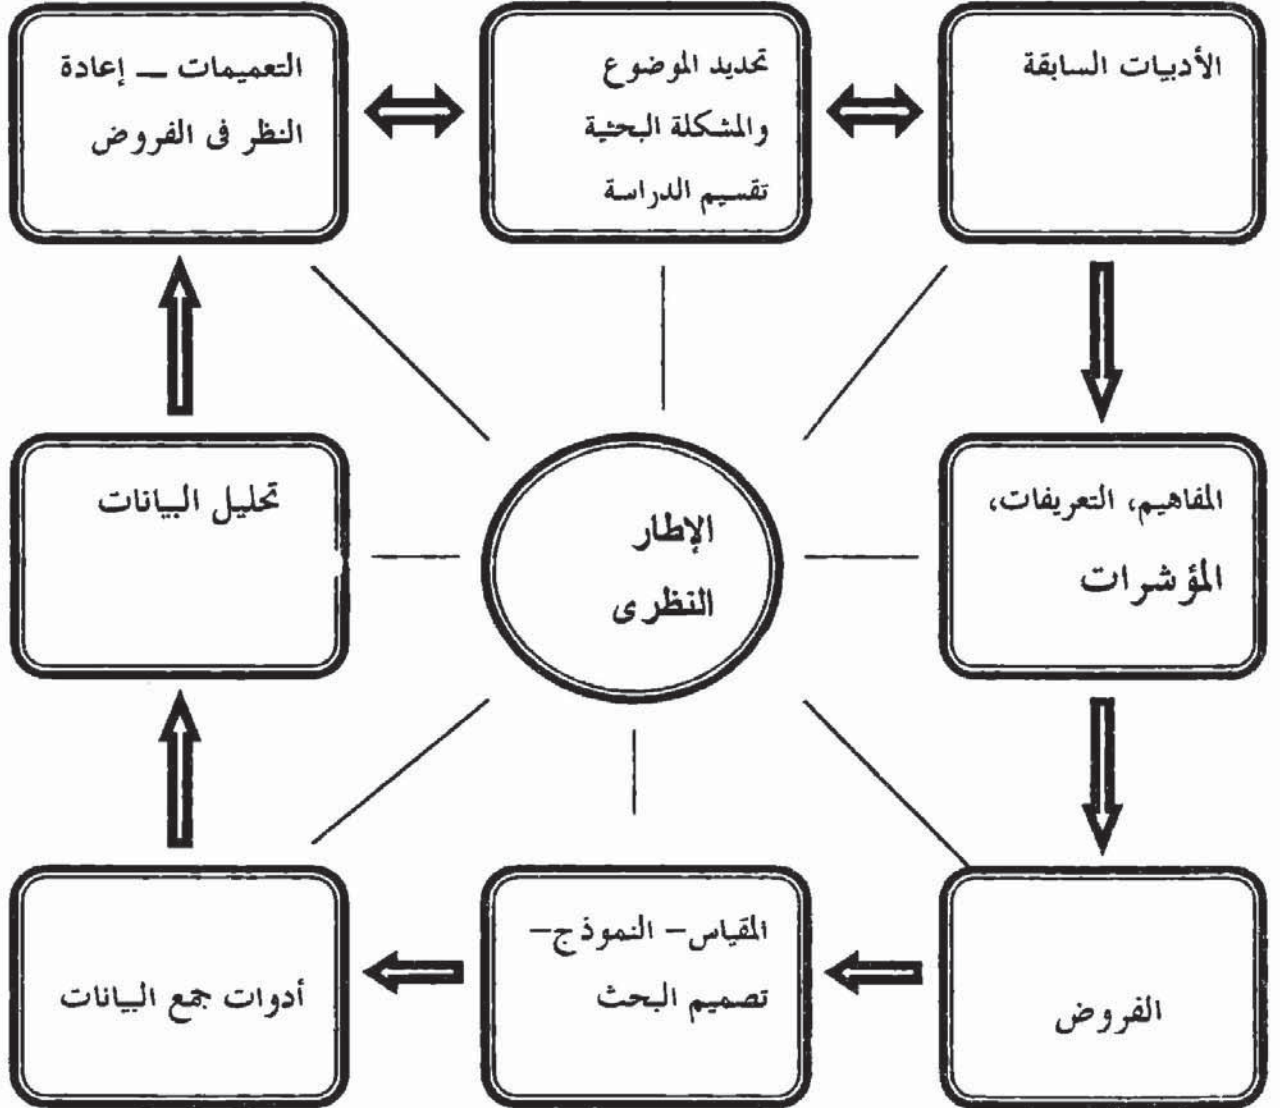 الأدبيات السابقة
تحديد الموضوع
والمشكلة البحثية
تقسيم الدراسة
التعميمات — إعادة
النظر فى الفروض
المفاهيم، التعريفات،
المؤشرات
الإطار
النظرى
تحليل البيانات
الفروض
المقياس- النموذج-
تصميم البحث
أدوات جمع البيانات